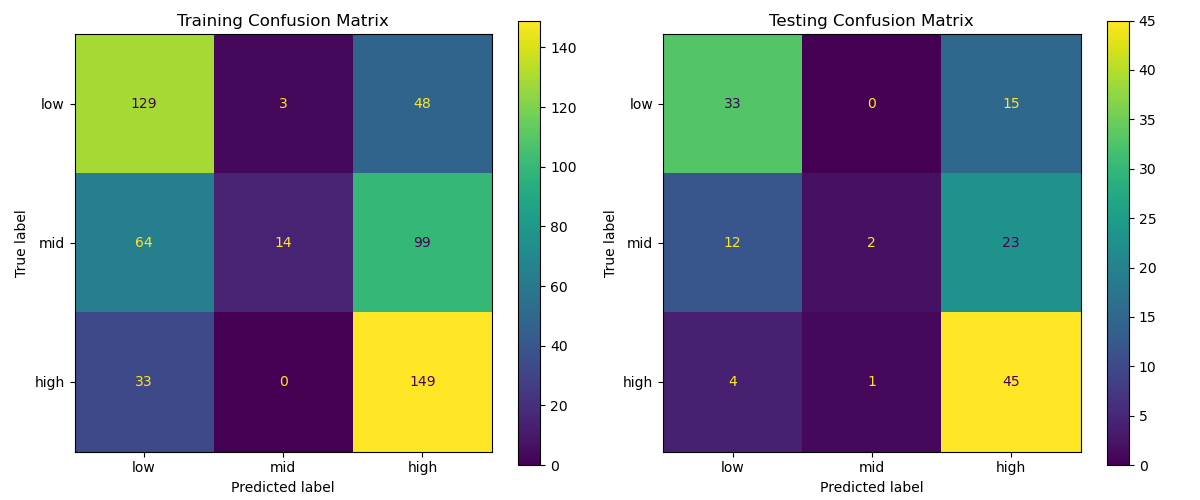 Training Confusion Matrix
True label
low 129 3 48
mid 64 14 99
high 33 0 149
low mid high
Predicted label
140
120
100
80
60
40
20
0
Testing Confusion Matrix
True label
low 33 0 15
mid 12 2 23
high 4 1 45
low mid high
Predicted label
45
40
35
30
25
20
15
10
5
0